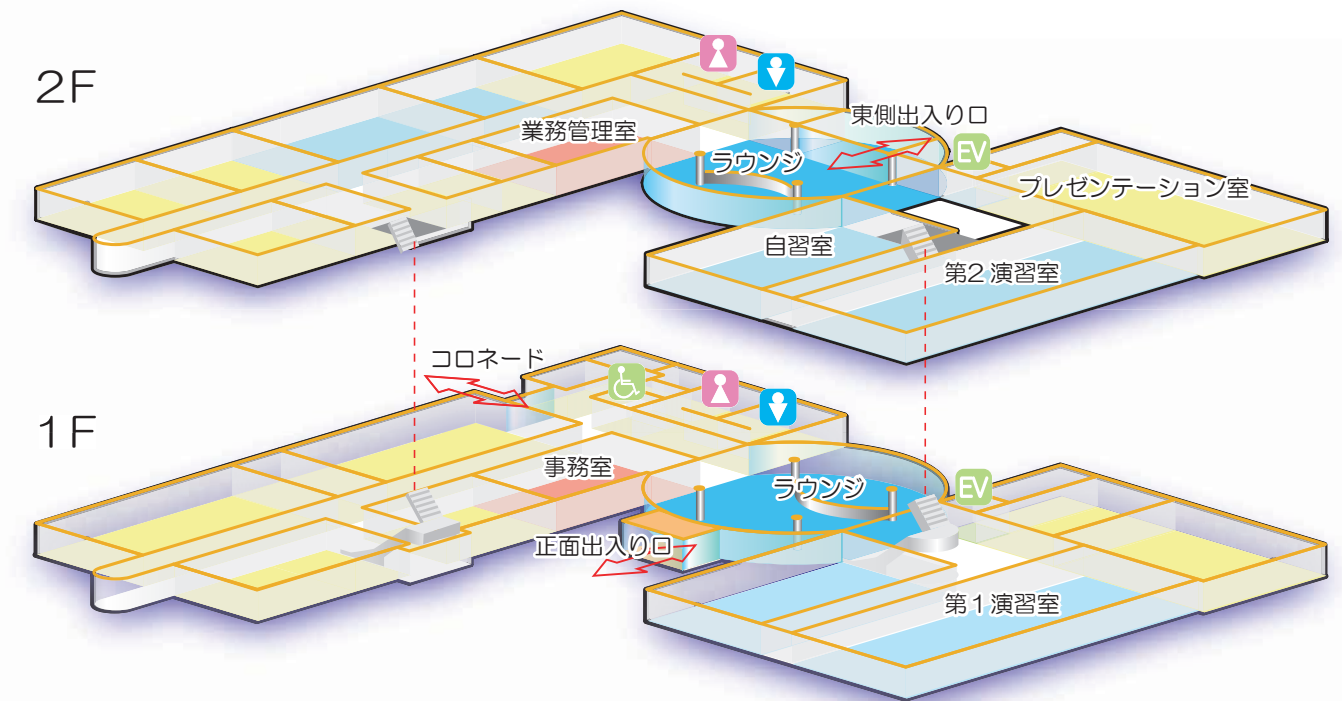 2F
東側出入り口
業務管理室
ラウンジ
EV
プレゼンテーション室
自習室
第2演習室
コロネード
1F
事務室
ラウンジ
EV
正面出入り口
第1演習室